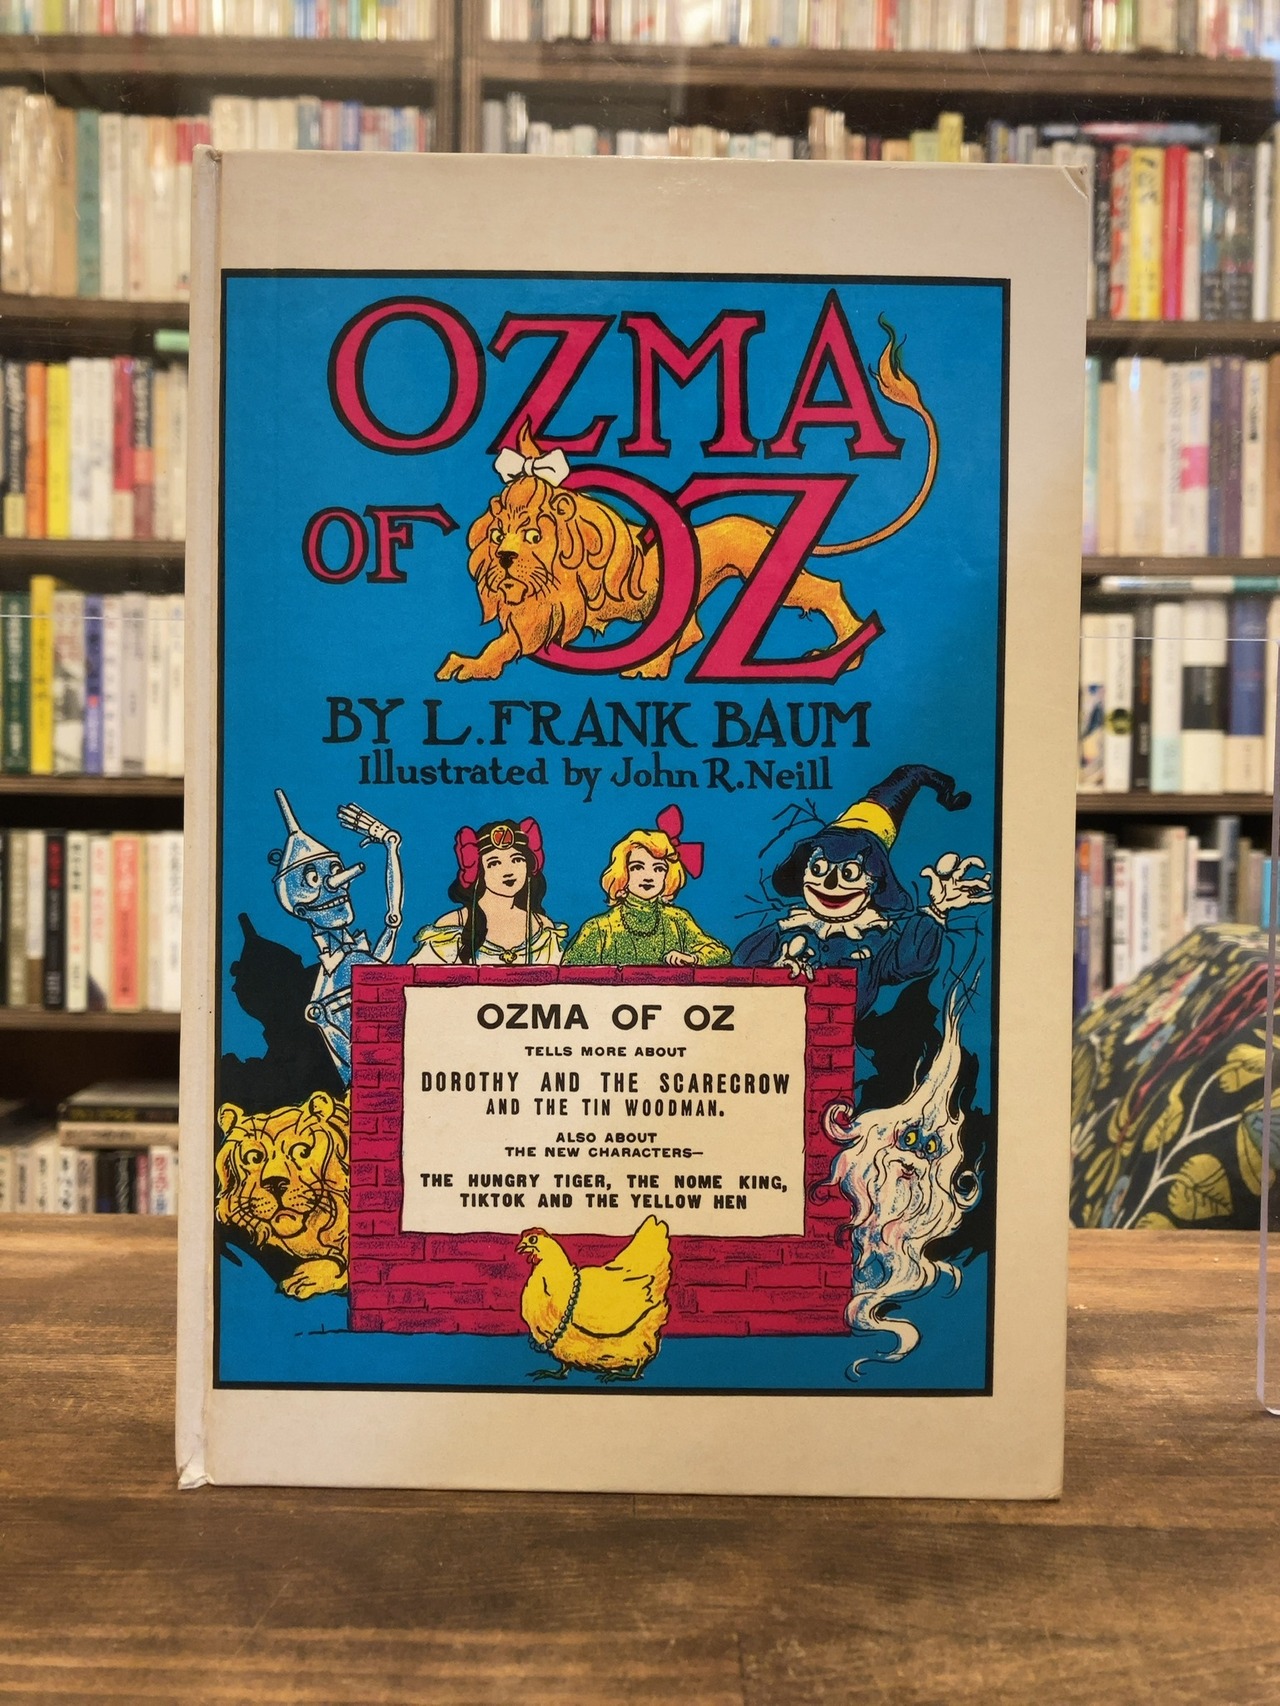 OZMA
OF OZ
BY L. FRANK BAUM
Illustrated by John R. Neill
OZ
OZMA OF OZ
TELLS MORE ABOUT
DOROTHY AND THE SCARECROW
AND THE TIN WOODMAN.
ALSO ABOUT
THE NEW CHARACTERS—
THE HUNGRY TIGER, THE NOME KING,
TIKTOK AND THE YELLOW HEN